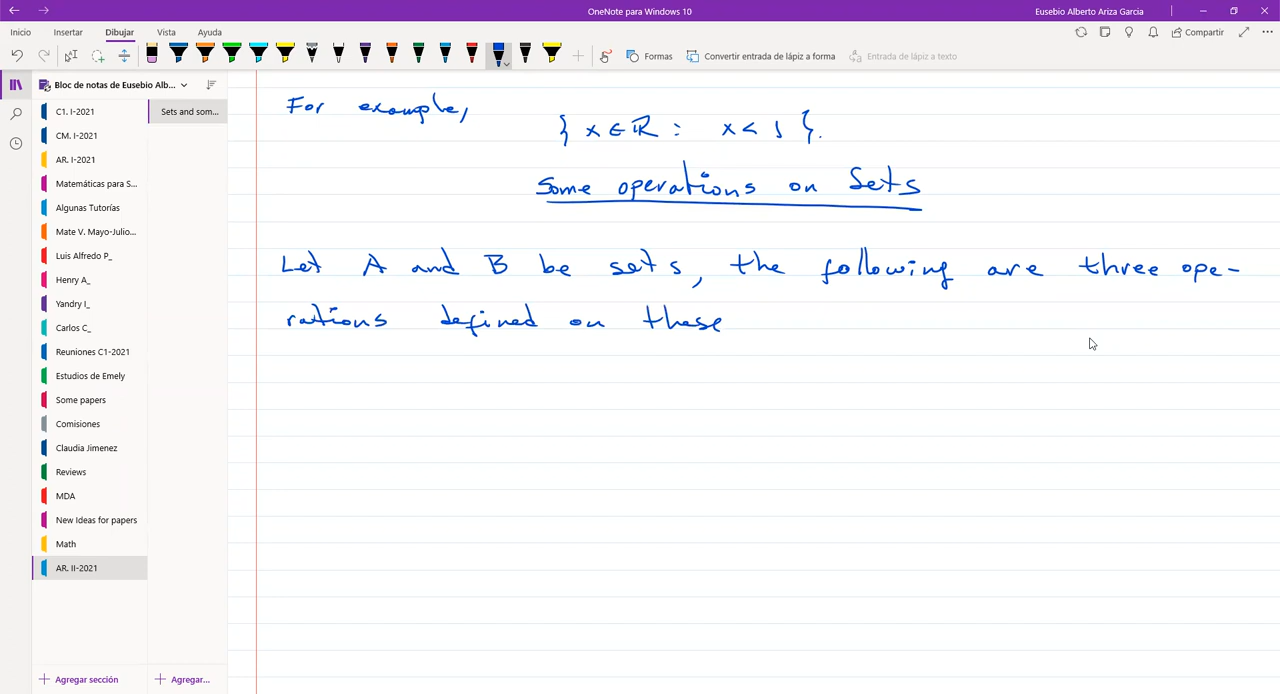 OneNote para Windows 10
Eusebio Alberto Ariza Garcia
Inicio
Insertar
Dibujar
Vista
Ayuda
Compartir
Formas
Convertir entrada de lápiz a forma
Entrada de lápiz a texto
Bloc de notas de Eusebio Alb...
C1. I-2021
CM. I-2021
AR. I-2021
Matemáticas para S...
Algunas Tutorías
Mate V. Mayo-Julio...
Luis Alfredo P_
Henry A_
Yandry I_
Carlos C_
Reuniones C1-2021
Estudios de Emely
Some papers
Comisiones
Claudia Jimenez
Reviews
MDA
New Ideas for papers
Math
AR. II-2021
Agregar sección
Sets and som...
Agregar...
For example,
{ x ∈ ℝ : x < 1 }.
Some operations on Sets
Let A and B be sets, the following are three ope-
rations defined on these